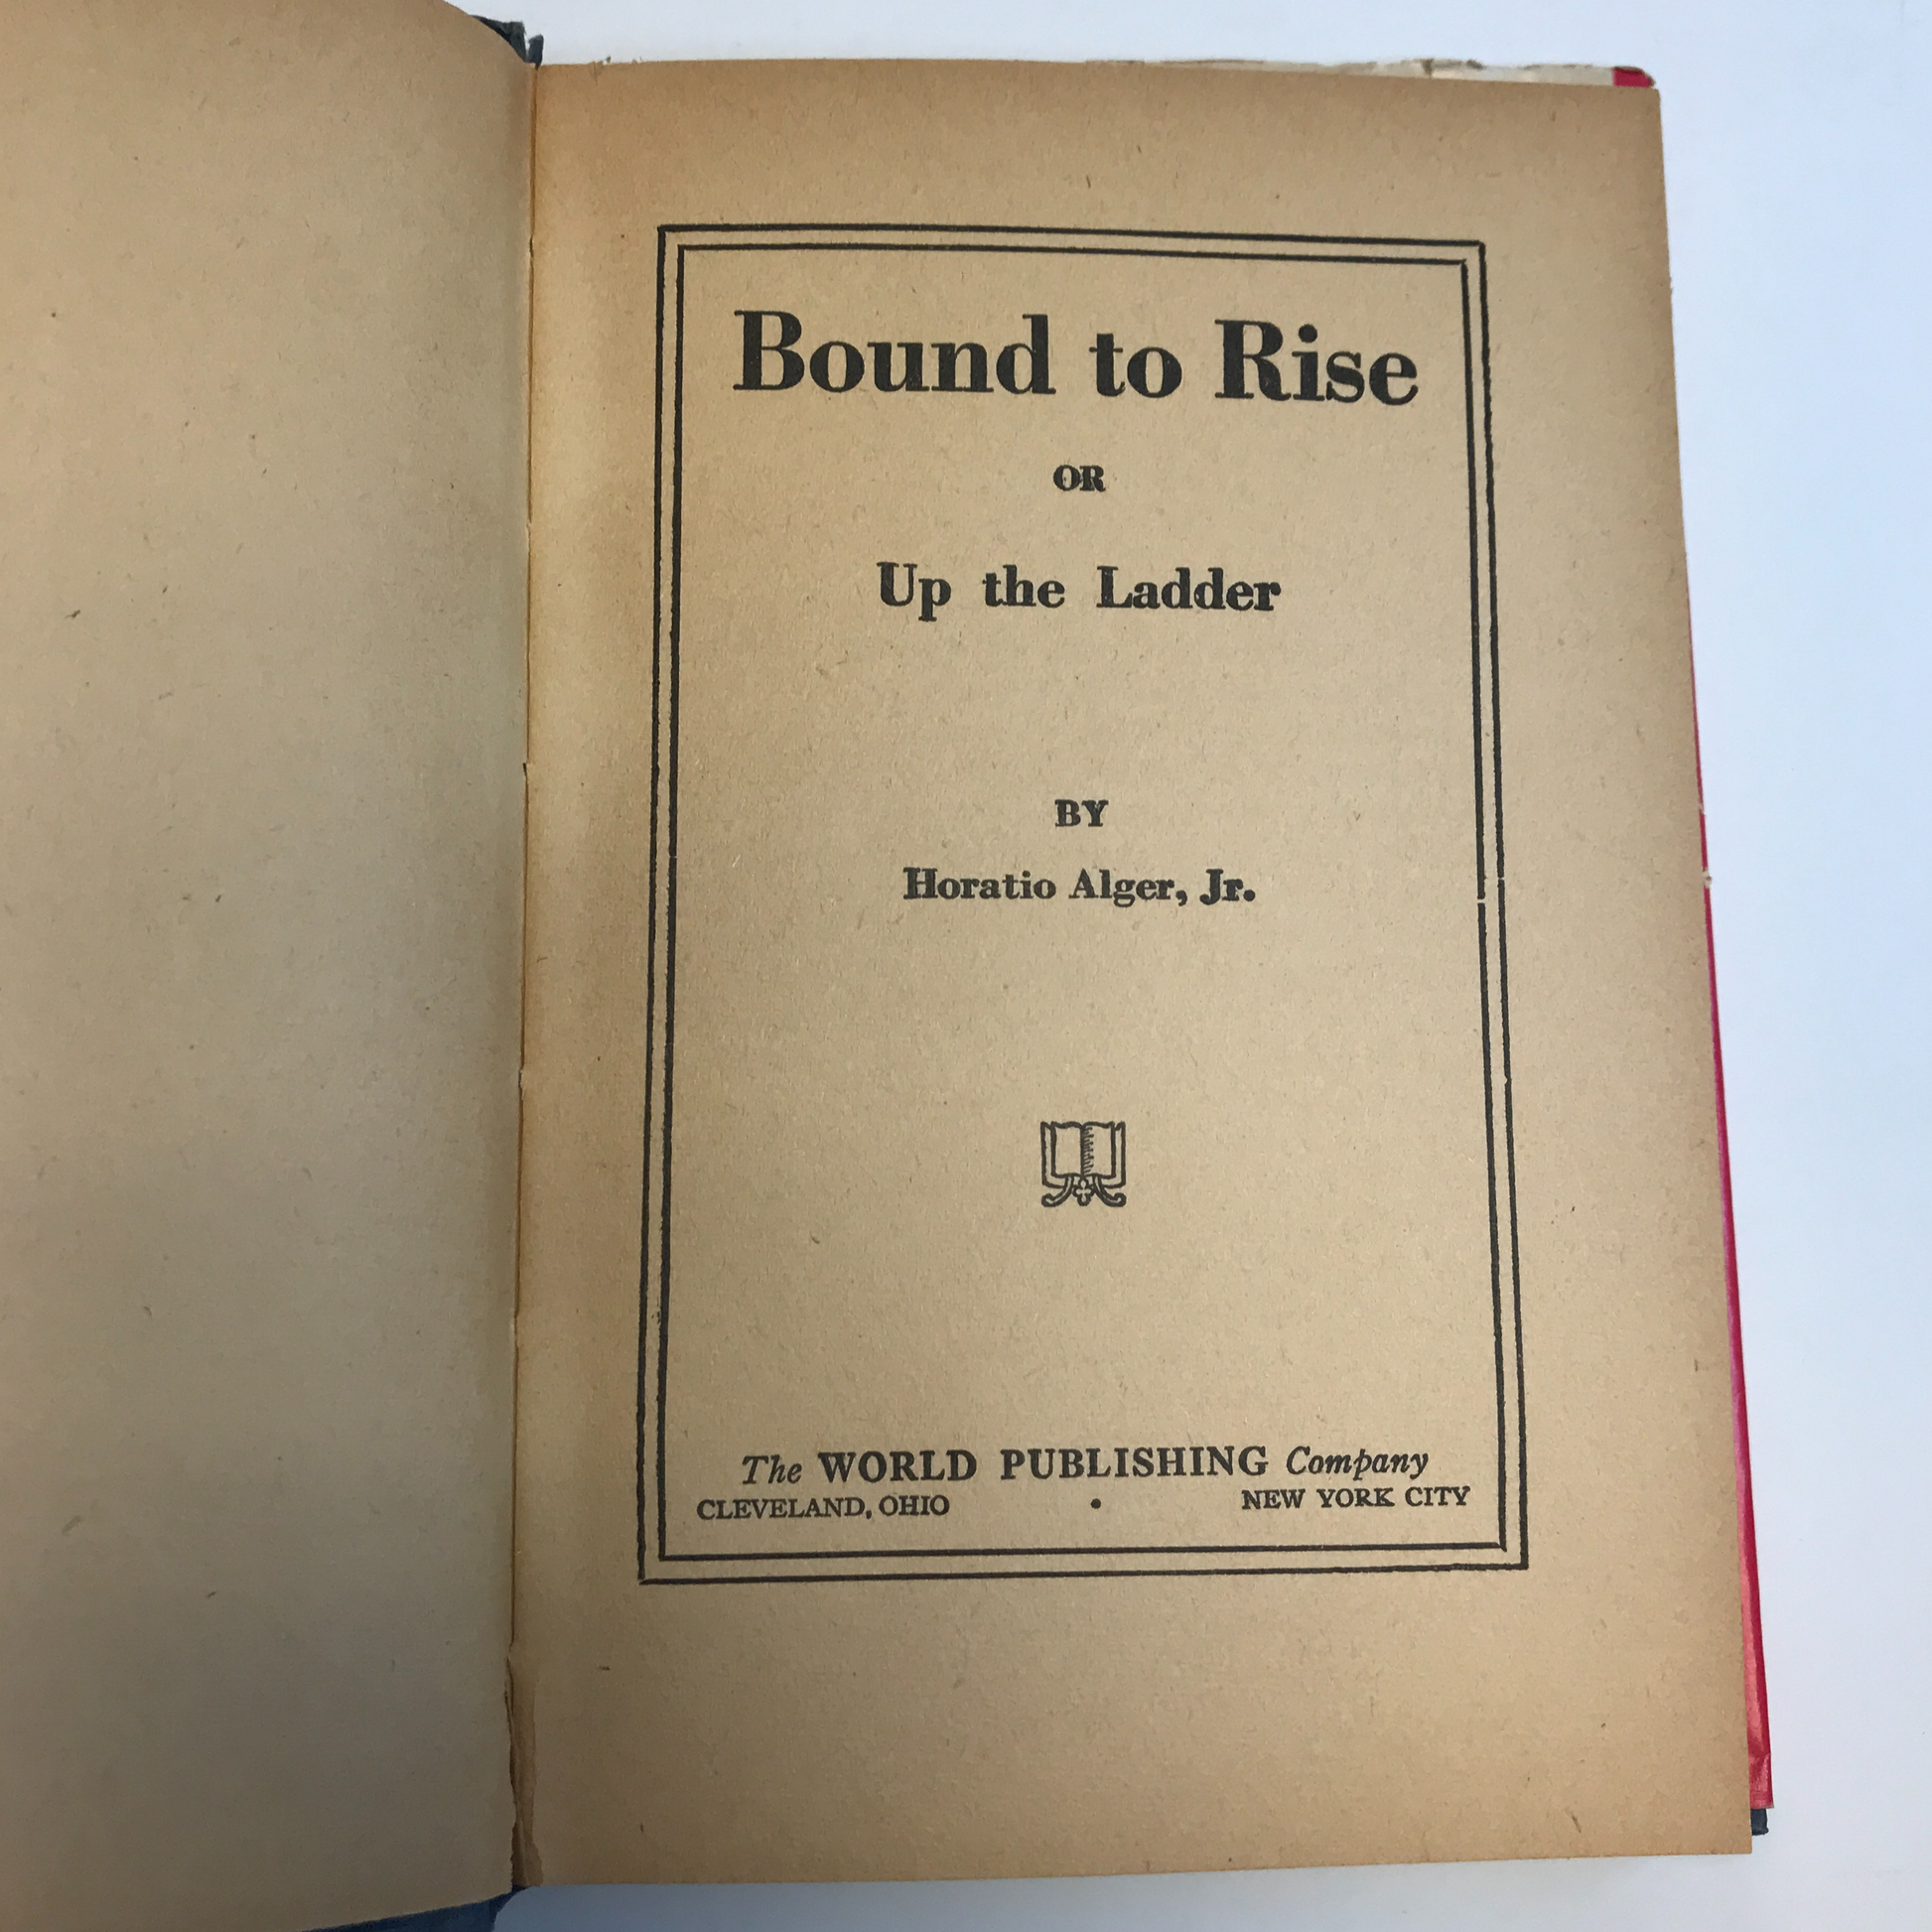 Bound to Rise
OR
Up the Ladder
BY
Horatio Alger, Jr.
The WORLD PUBLISHING Company
CLEVELAND, OHIO • NEW YORK CITY